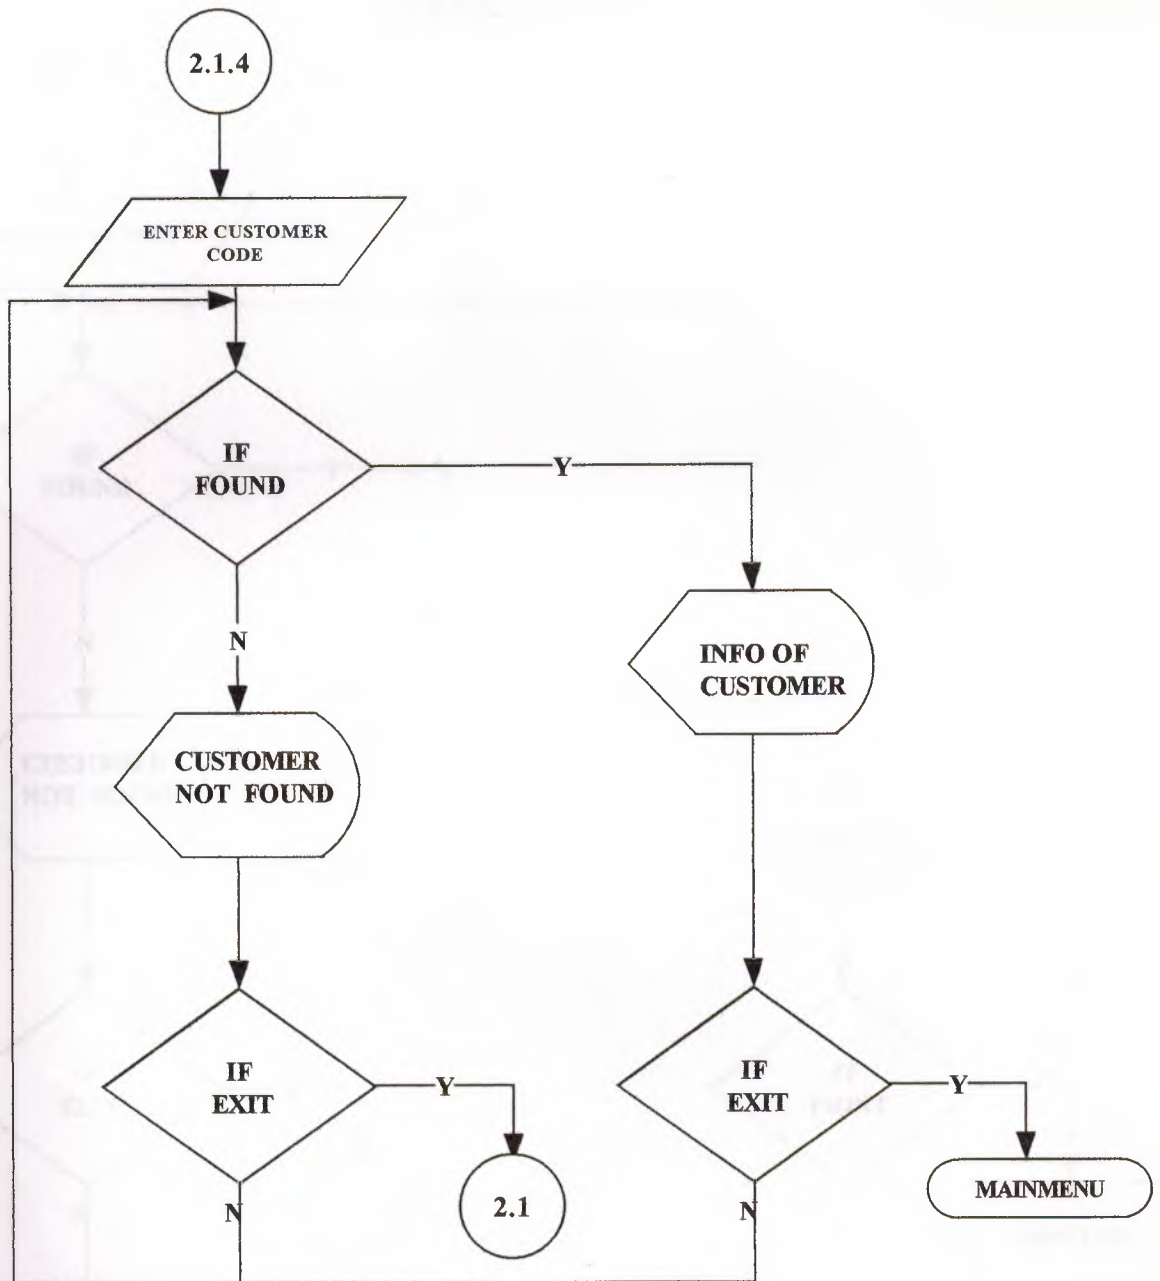 2.1.4
ENTER CUSTOMER
CODE
IF
FOUND
Y
N
INFO OF
CUSTOMER
CUSTOMER
NOT FOUND
IF
EXIT
Y
IF
EXIT
Y
2.1
MAINMENU
N
N